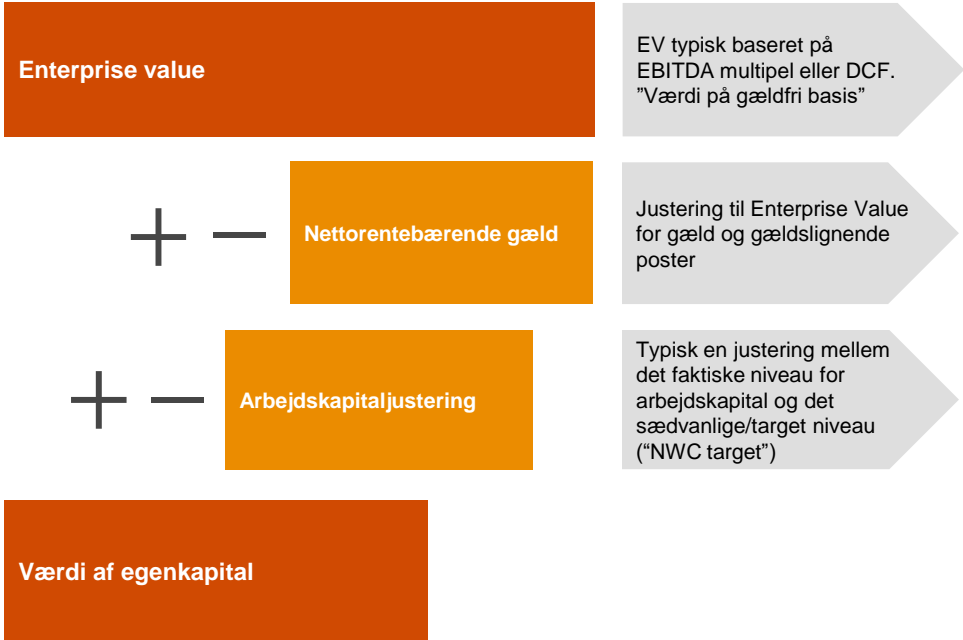 Enterprise value
EV typisk baseret på
EBITDA multipel eller DCF.
”Værdi på gældfri basis”
Nettorentebærende gæld
Justering til Enterprise Value
for gæld og gældslignende
poster
Arbejdskapitaljustering
Typisk en justering mellem
det faktiske niveau for
arbejdskapital og det
sædvanlige/target niveau
(“NWC target”)
Værdi af egenkapital